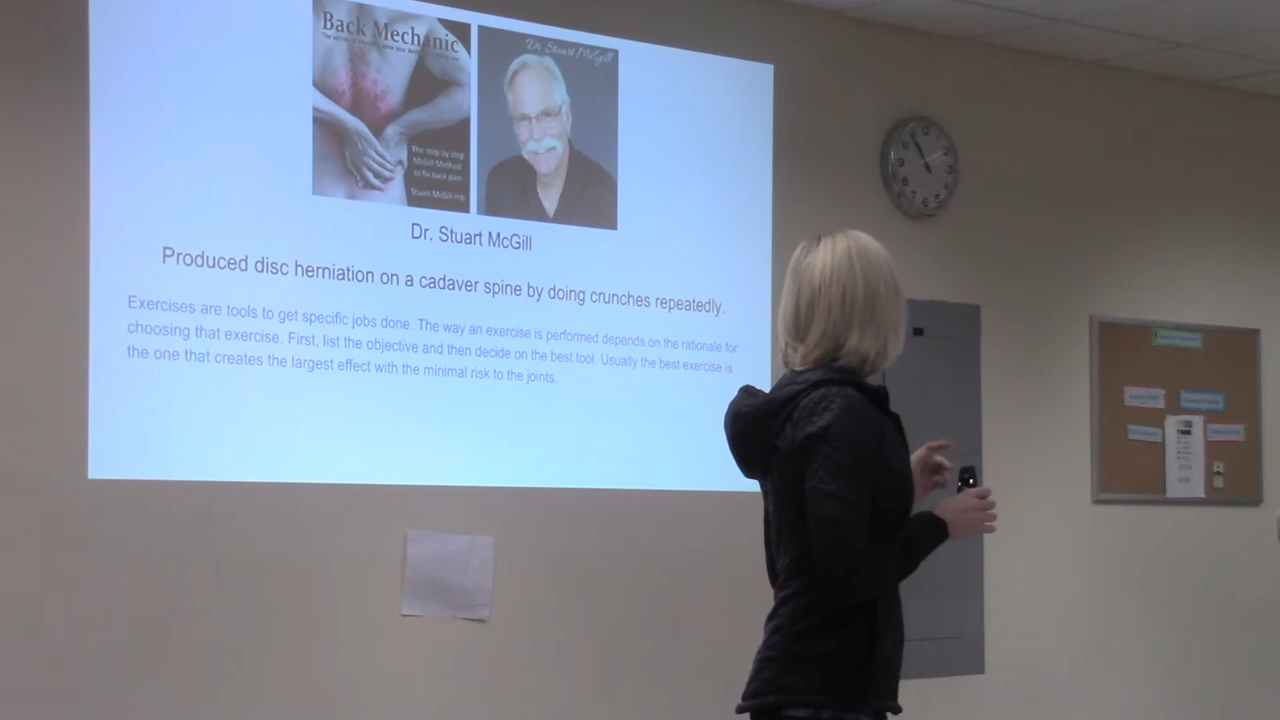 Back Mechanic
Dr. Stuart McGill
The step by step
McGill Method
to fix back pain
Stuart McGill PhD
Dr. Stuart McGill
Produced disc herniation on a cadaver spine by doing crunches repeatedly.
Exercises are tools to get specific jobs done. The way an exercise is performed depends on the rationale for
choosing that exercise. First, list the objective and then decide on the best tool. Usually the best exercise is
the one that creates the largest effect with the minimal risk to the joints.